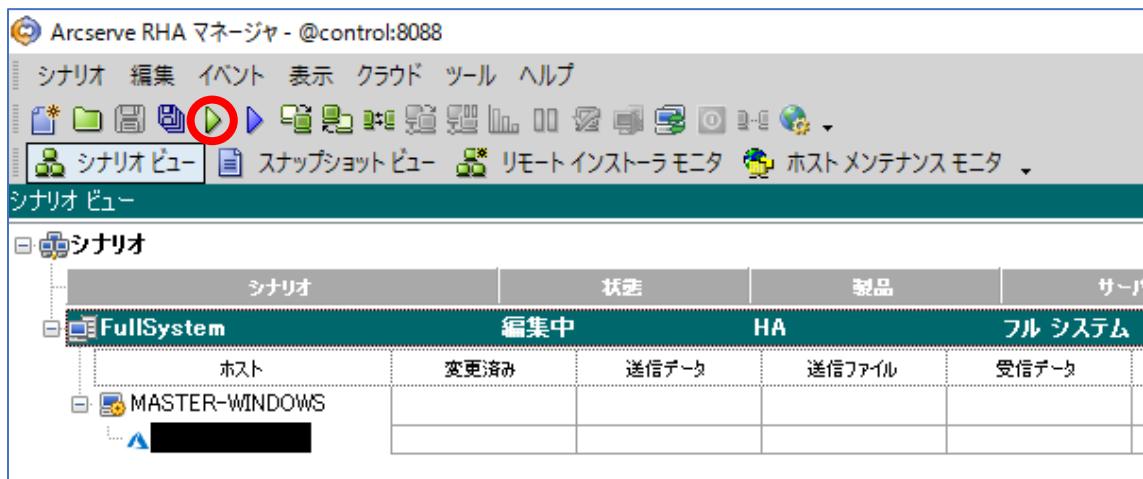 Arcserve RHA マネージャ - @control:8088
シナリオ 編集 イベント 表示 クラウド ツール ヘルプ
シナリオ ビュー スナップショット ビュー リモート インストーラ モニタ ホスト メンテナンス モニタ
シナリオ ビュー
シナリオ
シナリオ 状態 製品 サーバ
FullSystem 編集中 HA フル システム
ホスト 変更済み 送信データ 送信ファイル 受信データ
MASTER-WINDOWS